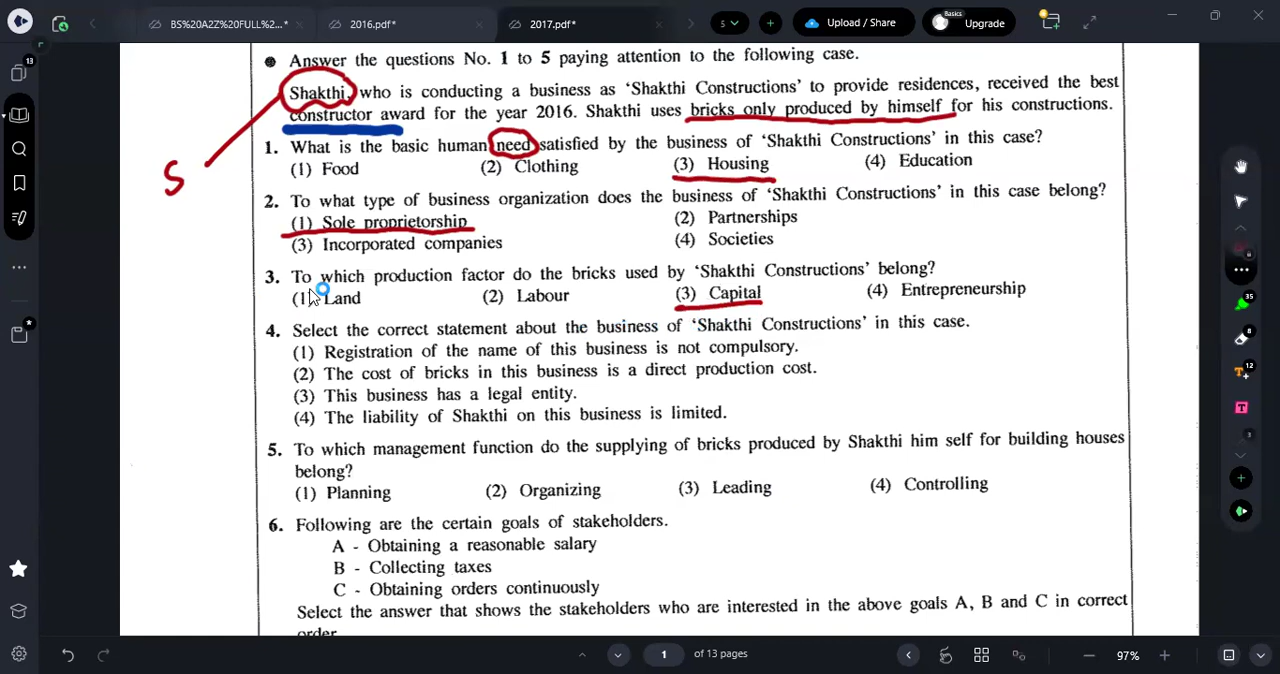 BS%20A2Z%20FULL%20...*
2016.pdf*
2017.pdf*
5
Upload / Share
Basics
Upgrade
8
13
Answer the questions No. 1 to 5 paying attention to the following case.
Shakthi, who is conducting a business as ‘Shakthi Constructions’ to provide residences, received the best
constructor award for the year 2016. Shakthi uses bricks only produced by himself for his constructions.
1. What is the basic human need satisfied by the business of ‘Shakthi Constructions’ in this case?
(1) Food (2) Clothing (3) Housing (4) Education
S
2. To what type of business organization does the business of ‘Shakthi Constructions’ in this case belong?
(1) Sole proprietorship (2) Partnerships
(3) Incorporated companies (4) Societies
3. To which production factor do the bricks used by ‘Shakthi Constructions’ belong?
(1) Land (2) Labour (3) Capital (4) Entrepreneurship
4. Select the correct statement about the business of ‘Shakthi Constructions’ in this case.
(1) Registration of the name of this business is not compulsory.
(2) The cost of bricks in this business is a direct production cost.
(3) This business has a legal entity.
(4) The liability of Shakthi on this business is limited.
5. To which management function do the supplying of bricks produced by Shakthi him self for building houses
belong?
(1) Planning (2) Organizing (3) Leading (4) Controlling
6. Following are the certain goals of stakeholders.
A - Obtaining a reasonable salary
B - Collecting taxes
C - Obtaining orders continuously
Select the answer that shows the stakeholders who are interested in the above goals A, B and C in correct
order.
35
8
12
T
T
3
1
of 13 pages
97%